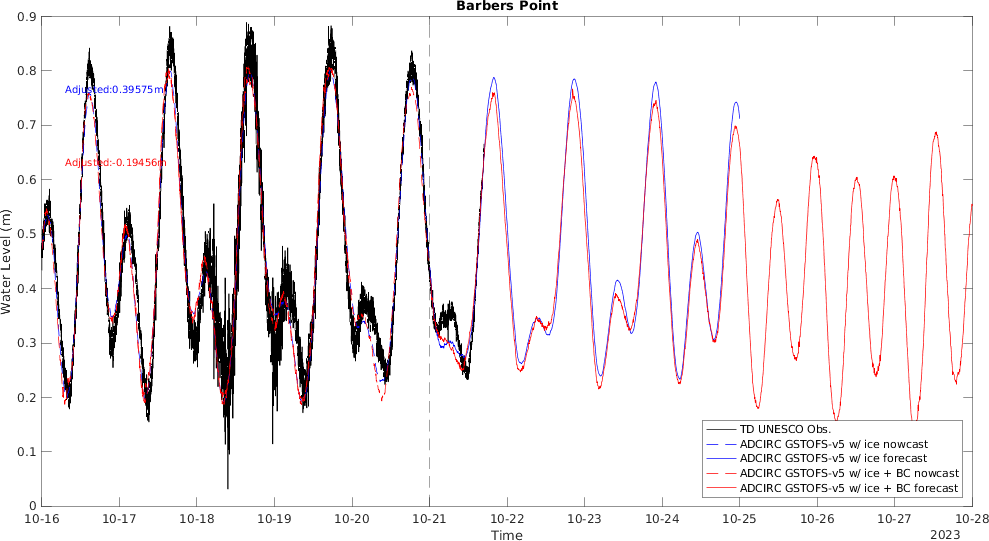 Barbers Point
0.9
0.8
0.7
0.6
0.5
0.4
0.3
0.2
0.1
0
Water Level (m)
Adjusted:0.39575m
Adjusted:-0.19456m
TD UNESCO Obs.
ADCIRC GSTOFS-v5 w/ ice nowcast
ADCIRC GSTOFS-v5 w/ ice forecast
ADCIRC GSTOFS-v5 w/ ice + BC nowcast
ADCIRC GSTOFS-v5 w/ ice + BC forecast
10-16 10-17 10-18 10-19 10-20 10-21 10-22 10-23 10-24 10-25 10-26 10-27 10-28
Time
2023